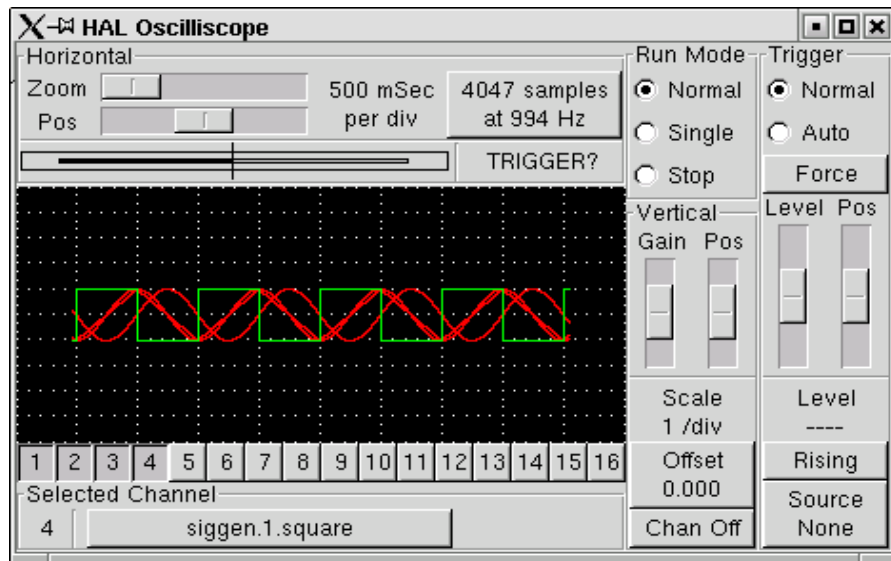 HAL Oscilliscope
Horizontal
Zoom
Pos
500 mSec
per div
4047 samples
at 994 Hz
TRIGGER?
Run Mode
Normal
Single
Stop
Trigger
Normal
Auto
Force
Level Pos
Vertical
Gain Pos
Scale
1 /div
Offset
0.000
Chan Off
Level
----
Rising
Source
None
1 2 3 4 5 6 7 8 9 10 11 12 13 14 15 16
Selected Channel
4 siggen.1.square